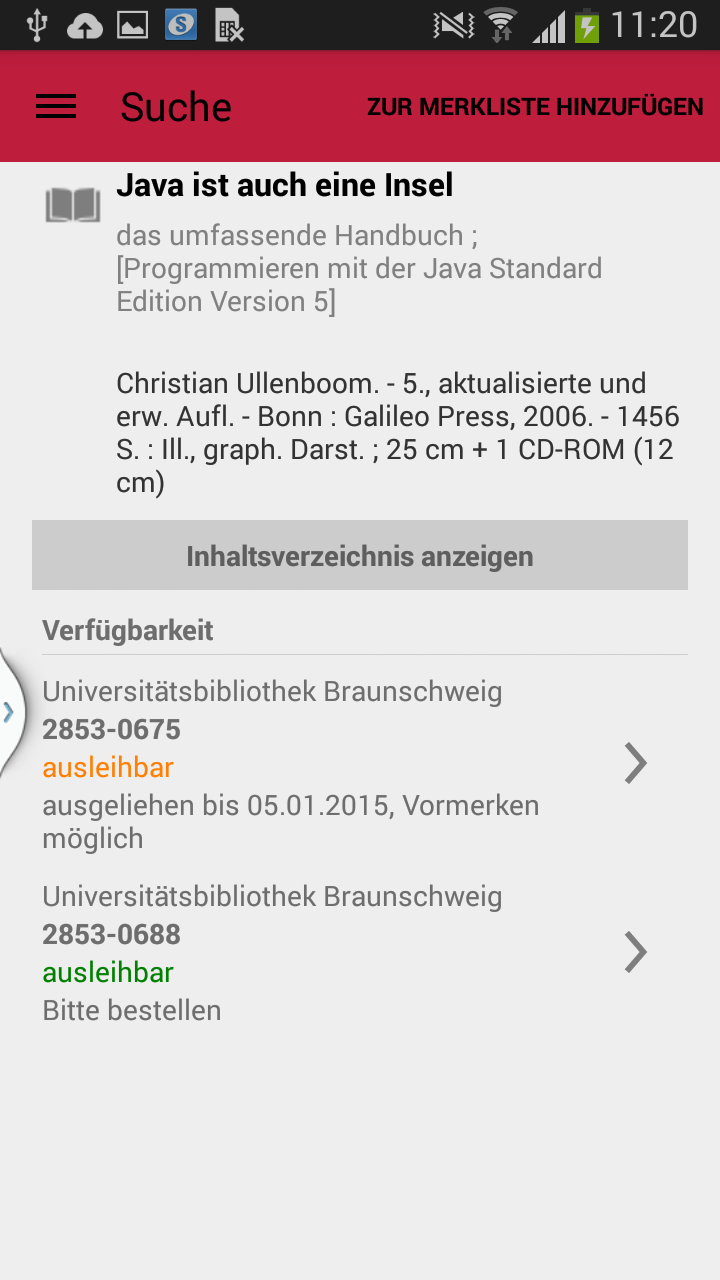 11:20
Suche
ZUR MERKLISTE HINZUFÜGEN
Java ist auch eine Insel
das umfassende Handbuch ;
[Programmieren mit der Java Standard
Edition Version 5]
Christian Ullenboom. - 5., aktualisierte und
erw. Aufl. - Bonn : Galileo Press, 2006. - 1456
S. : Ill., graph. Darst. ; 25 cm + 1 CD-ROM (12
cm)
Inhaltsverzeichnis anzeigen
Verfügbarkeit
Universitätsbibliothek Braunschweig
2853-0675
ausleihbar
ausgeliehen bis 05.01.2015, Vormerken
möglich
Universitätsbibliothek Braunschweig
2853-0688
ausleihbar
Bitte bestellen